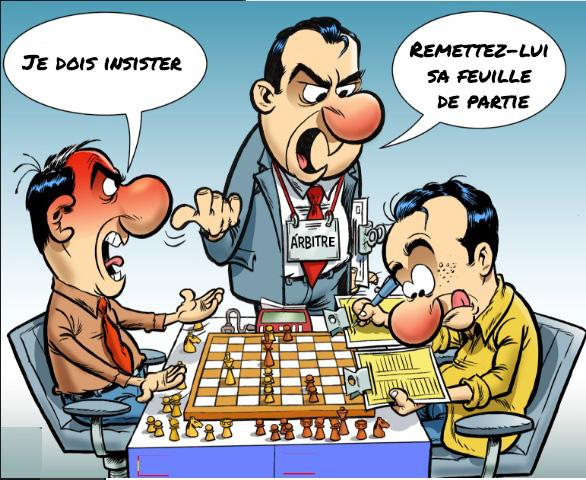 JE DOIS INSISTER
REMETTEZ-LUI
SA FEUILLE
DE PARTIE
ARBITRE